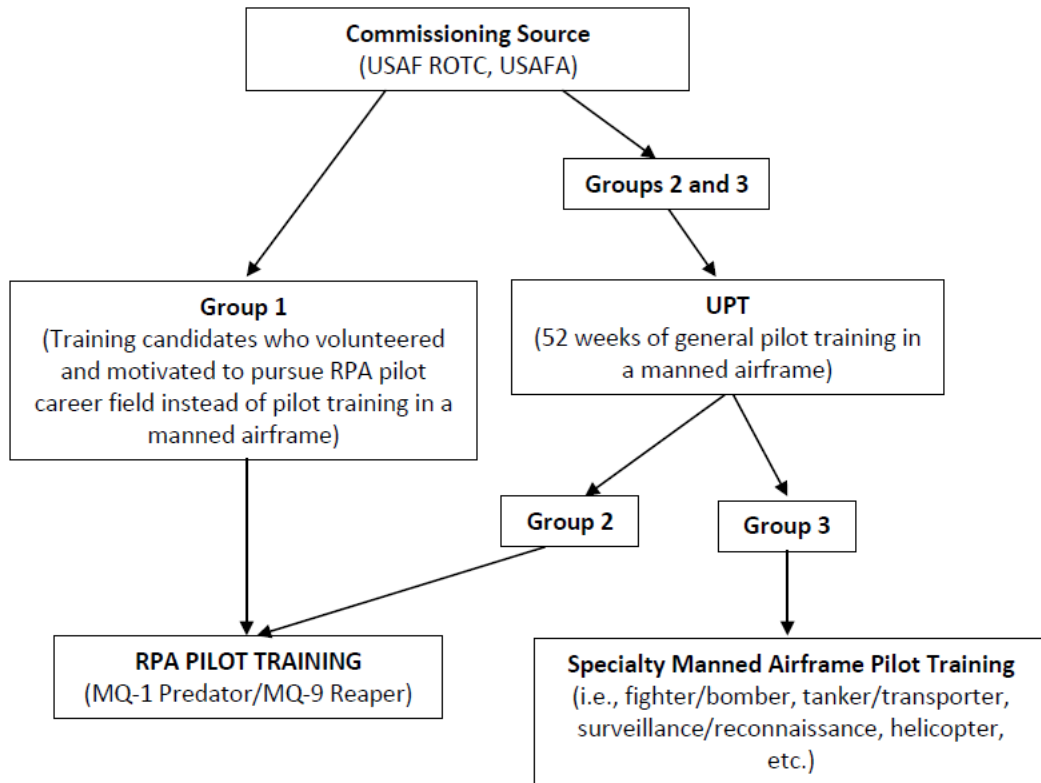 Commissioning Source
(USAF ROTC, USAFA)
Groups 2 and 3
Group 1
(Training candidates who volunteered
and motivated to pursue RPA pilot
career field instead of pilot training in a
manned airframe)
UPT
(52 weeks of general pilot training in
a manned airframe)
Group 2
Group 3
RPA PILOT TRAINING
(MQ-1 Predator/MQ-9 Reaper)
Specialty Manned Airframe Pilot Training
(i.e., fighter/bomber, tanker/transporter,
surveillance/reconnaissance, helicopter,
etc.)